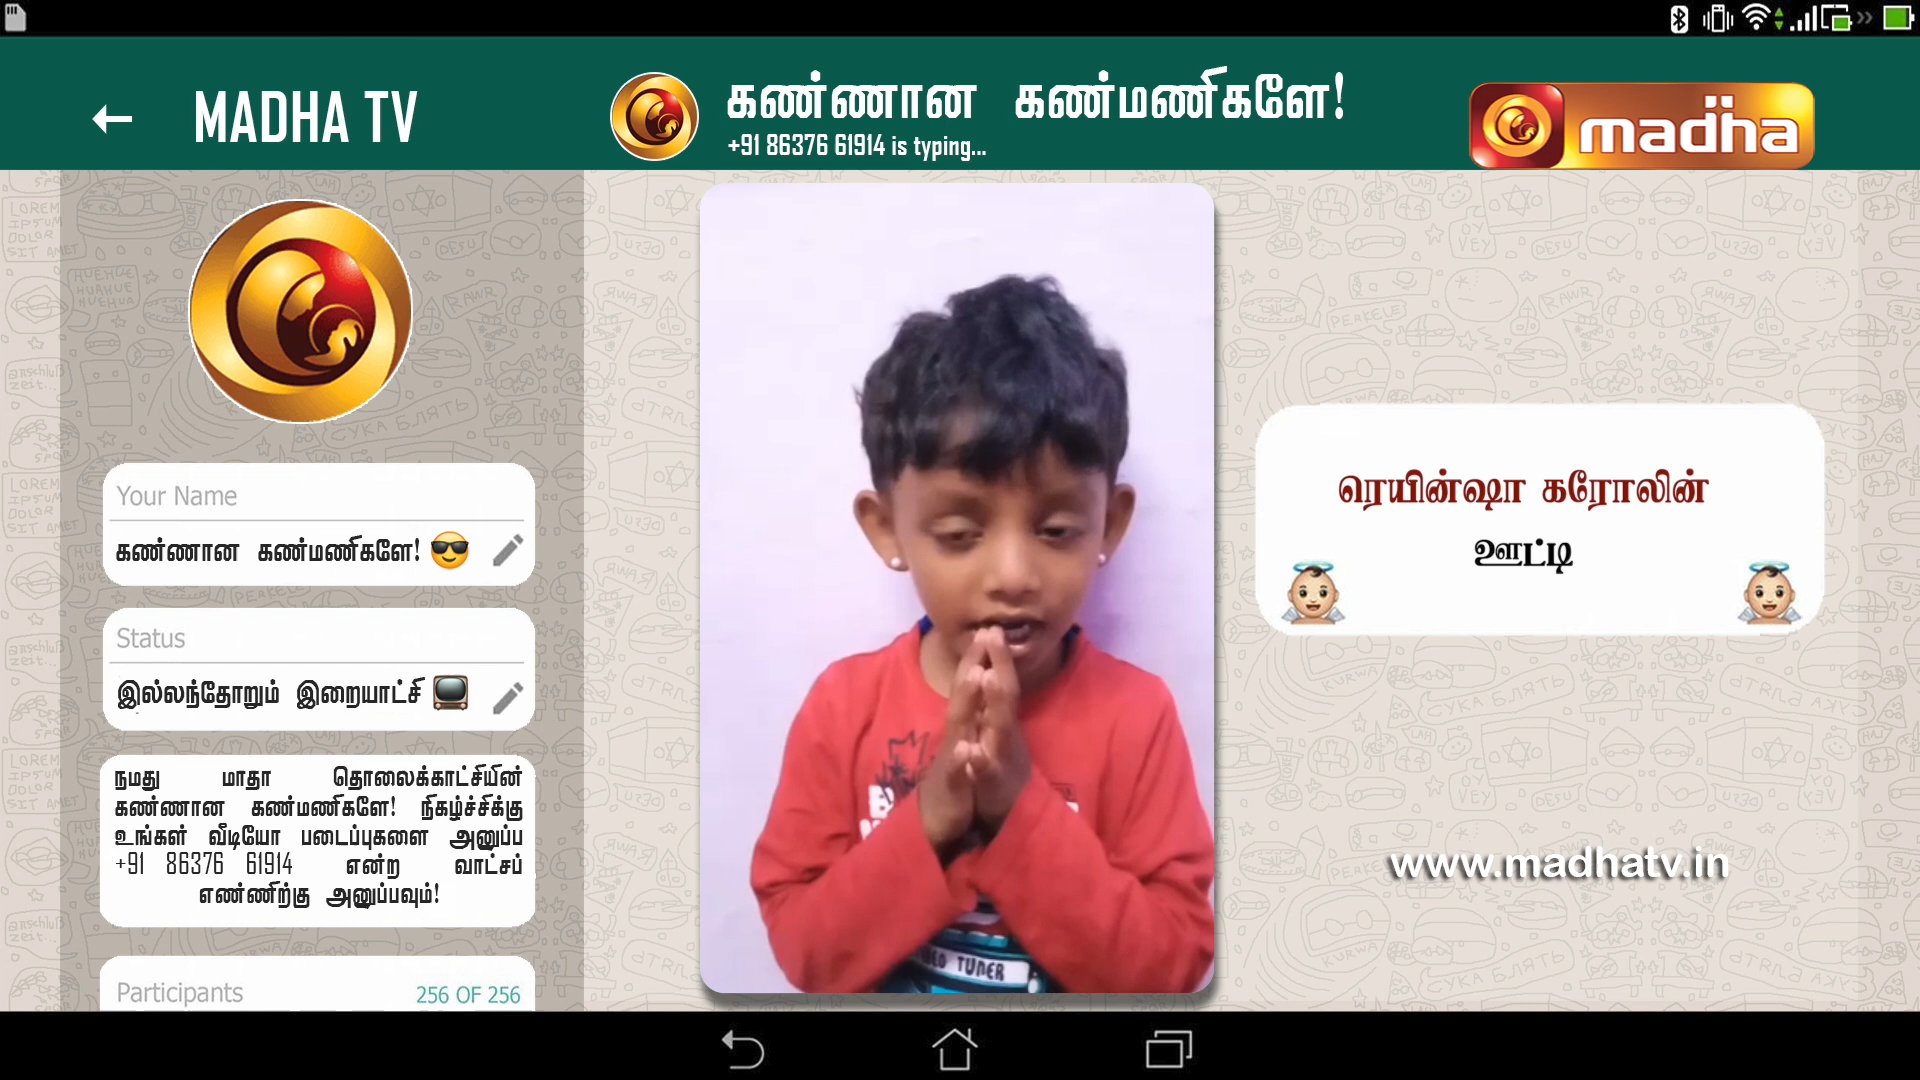 MADHA TV
கண்ணான கண்மணிகளே!
+91 86376 61914 is typing...
mädha
Your Name
கண்ணான கண்மணிகளே!
Status
இல்லந்தோறும் இறையாட்சி
நமது மாதா தொலைக்காட்சியின்
கண்ணான கண்மணிகளே! நிகழ்ச்சிக்கு
உங்கள் வீடியோ படைப்புகளை அனுப்ப
+91 86376 61914 என்ற வாட்சப்
எண்ணிற்கு அனுப்பவும்!
Participants 256 OF 256
TUNER
ரெயின்ஷா கரோலின்
ஊட்டி
www.madhatv.in